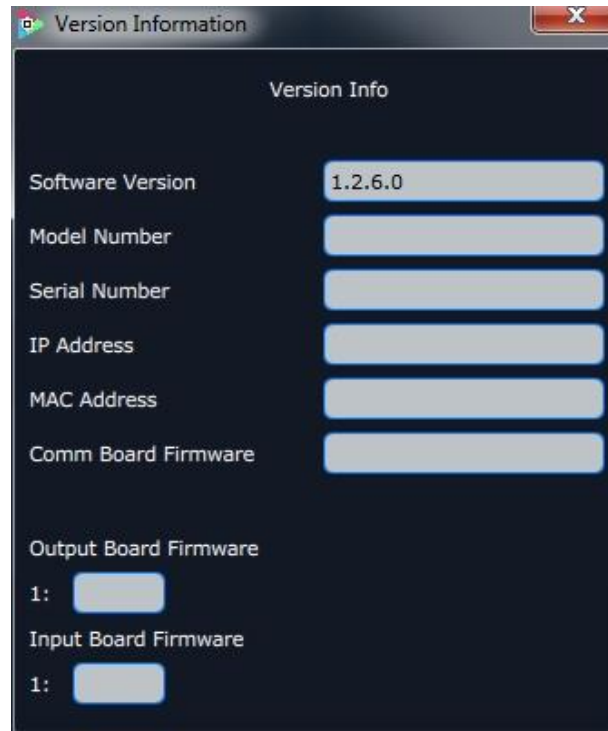 Version Information
Version Info
Software Version 1.2.6.0
Model Number
Serial Number
IP Address
MAC Address
Comm Board Firmware
Output Board Firmware
1:
Input Board Firmware
1: